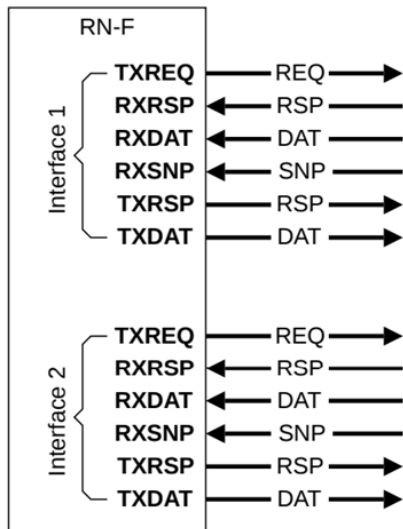 RN-F
Interface 1
TXREQ REQ
RXRSP RSP
RXDAT DAT
RXSNP SNP
TXRSP RSP
TXDAT DAT
Interface 2
TXREQ REQ
RXRSP RSP
RXDAT DAT
RXSNP SNP
TXRSP RSP
TXDAT DAT